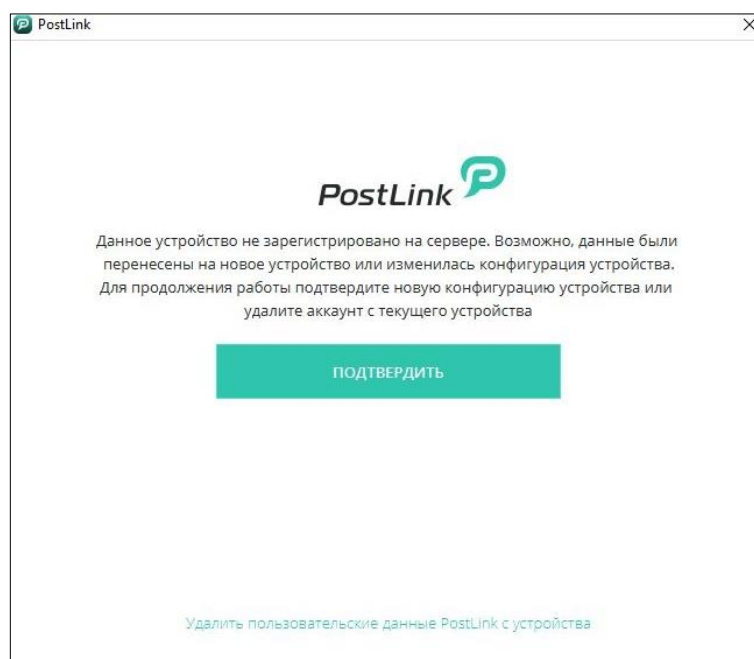 PostLink
PostLink
Данное устройство не зарегистрировано на сервере. Возможно, данные были
перенесены на новое устройство или изменилась конфигурация устройства.
Для продолжения работы подтвердите новую конфигурацию устройства или
удалите аккаунт с текущего устройства
ПОДТВЕРДИТЬ
Удалить пользовательские данные PostLink с устройства